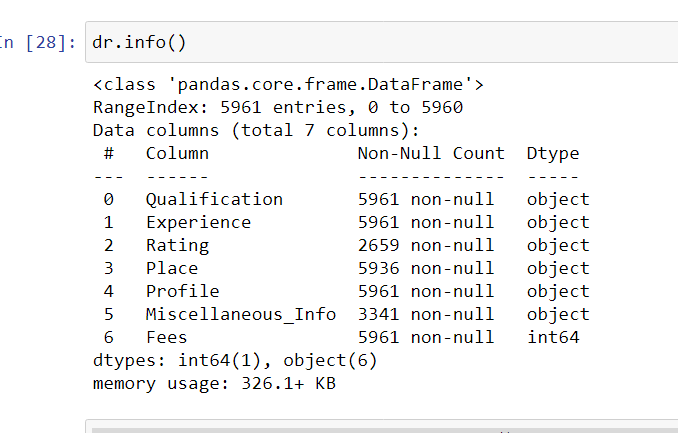 In [28]: dr.info()
<class 'pandas.core.frame.DataFrame'>
RangeIndex: 5961 entries, 0 to 5960
Data columns (total 7 columns):
 #   Column              Non-Null Count  Dtype
---  ------              --------------  -----
 0   Qualification       5961 non-null   object
 1   Experience          5961 non-null   object
 2   Rating              2659 non-null   object
 3   Place               5936 non-null   object
 4   Profile             5961 non-null   object
 5   Miscellaneous_Info  3341 non-null   object
 6   Fees                5961 non-null   int64
dtypes: int64(1), object(6)
memory usage: 326.1+ KB